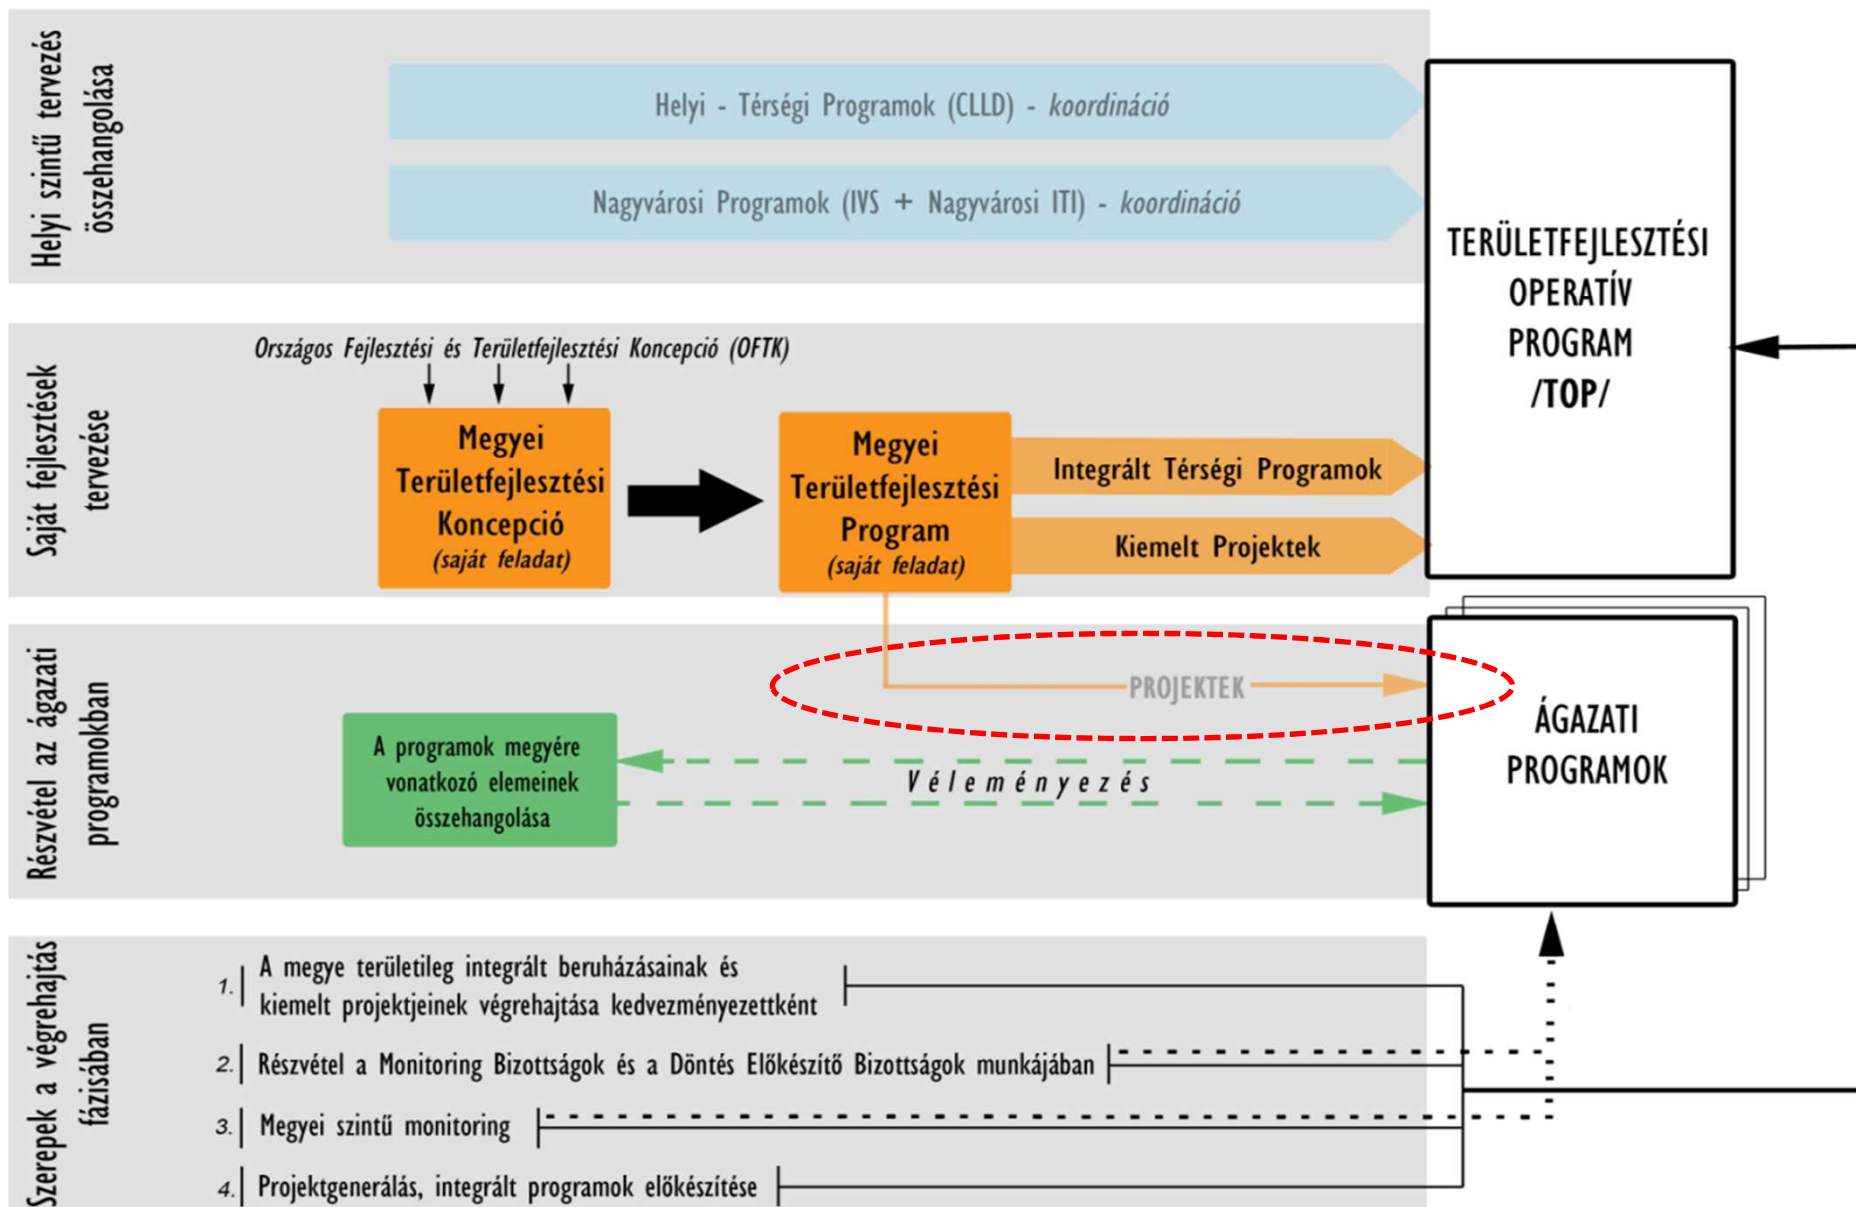 Helyi szintű tervezés
összehangolása
Helyi - Térségi Programok (CLLD) - koordináció
Nagyvárosi Programok (IVS + Nagyvárosi ITI) - koordináció
TERÜLETFEJLESZTÉSI
OPERATÍV
PROGRAM
/TOP/
Saját fejlesztések
tervezése
Országos Fejlesztési és Területfejlesztési Koncepció (OFTK)
Megyei
Területfejlesztési
Koncepció
(saját feladat)
Megyei
Területfejlesztési
Program
(saját feladat)
Integrált Térségi Programok
Kiemelt Projektek
Részvétel az ágazati
programokban
PROJEKTEK
A programok megyére
vonatkozó elemeinek
összehangolása
Véleményezés
ÁGAZATI
PROGRAMOK
Szerepek a végrehajtás
fázisában
1. A megye területileg integrált beruházásainak és
kiemelt projektjeinek végrehajtása kedvezményezettként
2. Részvétel a Monitoring Bizottságok és a Döntés Előkészítő Bizottságok munkájában
3. Megyei szintű monitoring
4. Projektgenerálás, integrált programok előkészítése